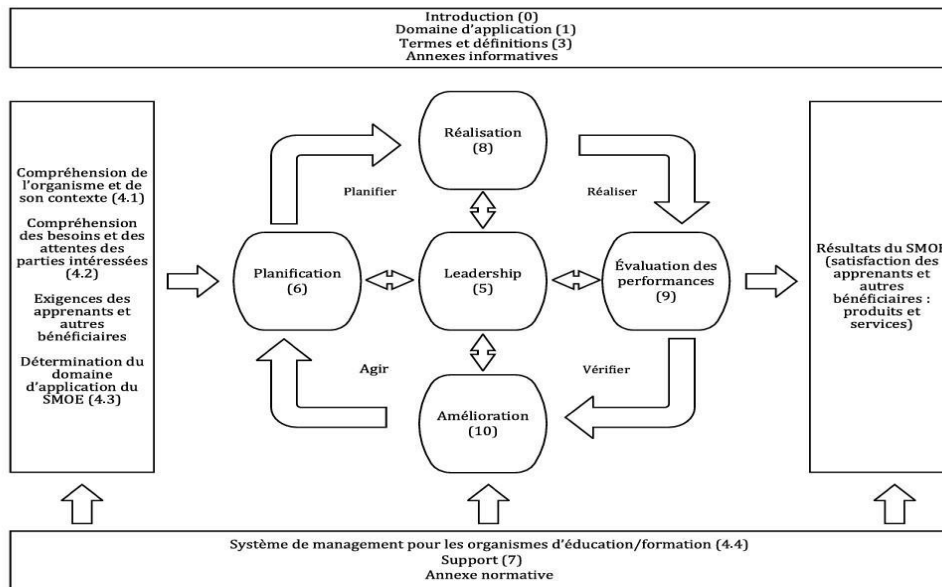 Introduction (0)
Domaine d'application (1)
Termes et définitions (3)
Annexes informatives
Compréhension de
l'organisme et de
son contexte (4.1)
Compréhension
des besoins et des
attentes des
parties intéressées
(4.2)
Exigences des
apprenants et
autres
bénéficiaires
Détermination du
domaine
d'application du
SMOE (4.3)
Planifier
Réalisation
(8)
Réaliser
Planification
(6)
Leadership
(5)
Évaluation des
performances
(9)
Agir
Amélioration
(10)
Vérifier
Résultats du SMOE
(satisfaction des
apprenants et
autres
bénéficiaires :
produits et
services)
Système de management pour les organismes d'éducation/formation (4.4)
Support (7)
Annexe normative